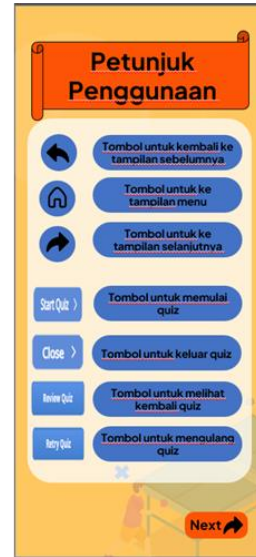 Petunjuk
Penggunaan
Tombol untuk kembali ke
tampilan sebelumnya
Tombol untuk ke
tampilan menu
Tombol untuk ke
tampilan selanjutnya
Start Quiz >
Tombol untuk memulai
quiz
Close >
Tombol untuk keluar quiz
Review Quiz
Tombol untuk melihat
kembali quiz
Retry Quiz
Tombol untuk mengulang
quiz
Next